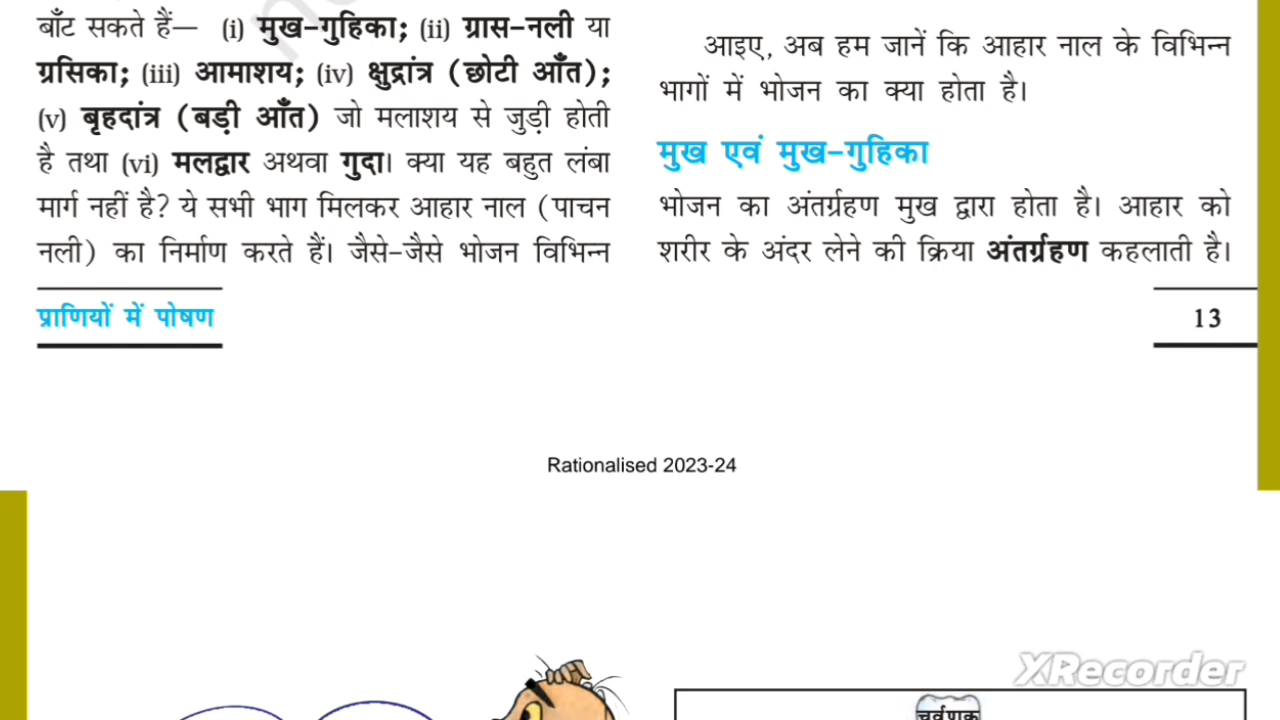 बाँट सकते हैं— (i) मुख-गुहिका; (ii) ग्रास-नली या
ग्रसिका; (iii) आमाशय; (iv) क्षुद्रांत्र (छोटी आँत);
(v) बृहदांत्र (बड़ी आँत) जो मलाशय से जुड़ी होती
है तथा (vi) मलद्वार अथवा गुदा। क्या यह बहुत लंबा
मार्ग नहीं है? ये सभी भाग मिलकर आहार नाल (पाचन
नली) का निर्माण करते हैं। जैसे-जैसे भोजन विभिन्न
आइए, अब हम जानें कि आहार नाल के विभिन्न
भागों में भोजन का क्या होता है।
मुख एवं मुख-गुहिका
भोजन का अंतर्ग्रहण मुख द्वारा होता है। आहार को
शरीर के अंदर लेने की क्रिया अंतर्ग्रहण कहलाती है।
प्राणियों में पोषण
13
Rationalised 2023-24
XRecorder
चर्वणक